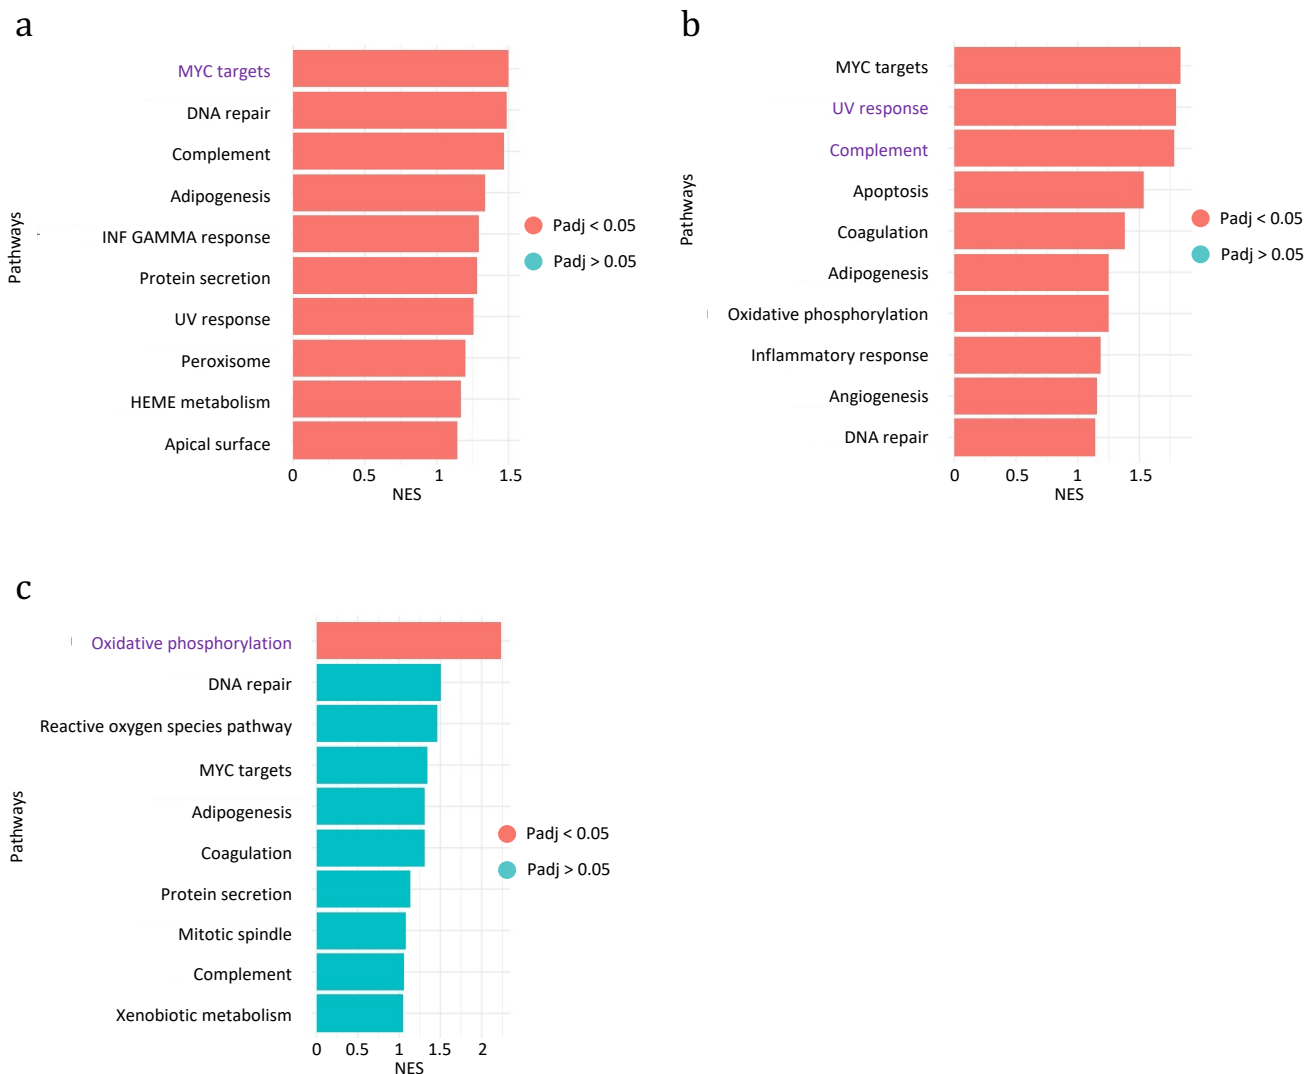 a
Pathways
MYC targets
DNA repair
Complement
Adipogenesis
INF GAMMA response
Protein secretion
UV response
Peroxisome
HEME metabolism
Apical surface
0 0.5 1 1.5
NES
Padj < 0.05
Padj > 0.05
b
Pathways
MYC targets
UV response
Complement
Apoptosis
Coagulation
Adipogenesis
Oxidative phosphorylation
Inflammatory response
Angiogenesis
DNA repair
0 0.5 1 1.5
NES
Padj < 0.05
Padj > 0.05
c
Pathways
Oxidative phosphorylation
DNA repair
Reactive oxygen species pathway
MYC targets
Adipogenesis
Coagulation
Protein secretion
Mitotic spindle
Complement
Xenobiotic metabolism
0 0.5 1 1.5 2
NES
Padj < 0.05
Padj > 0.05